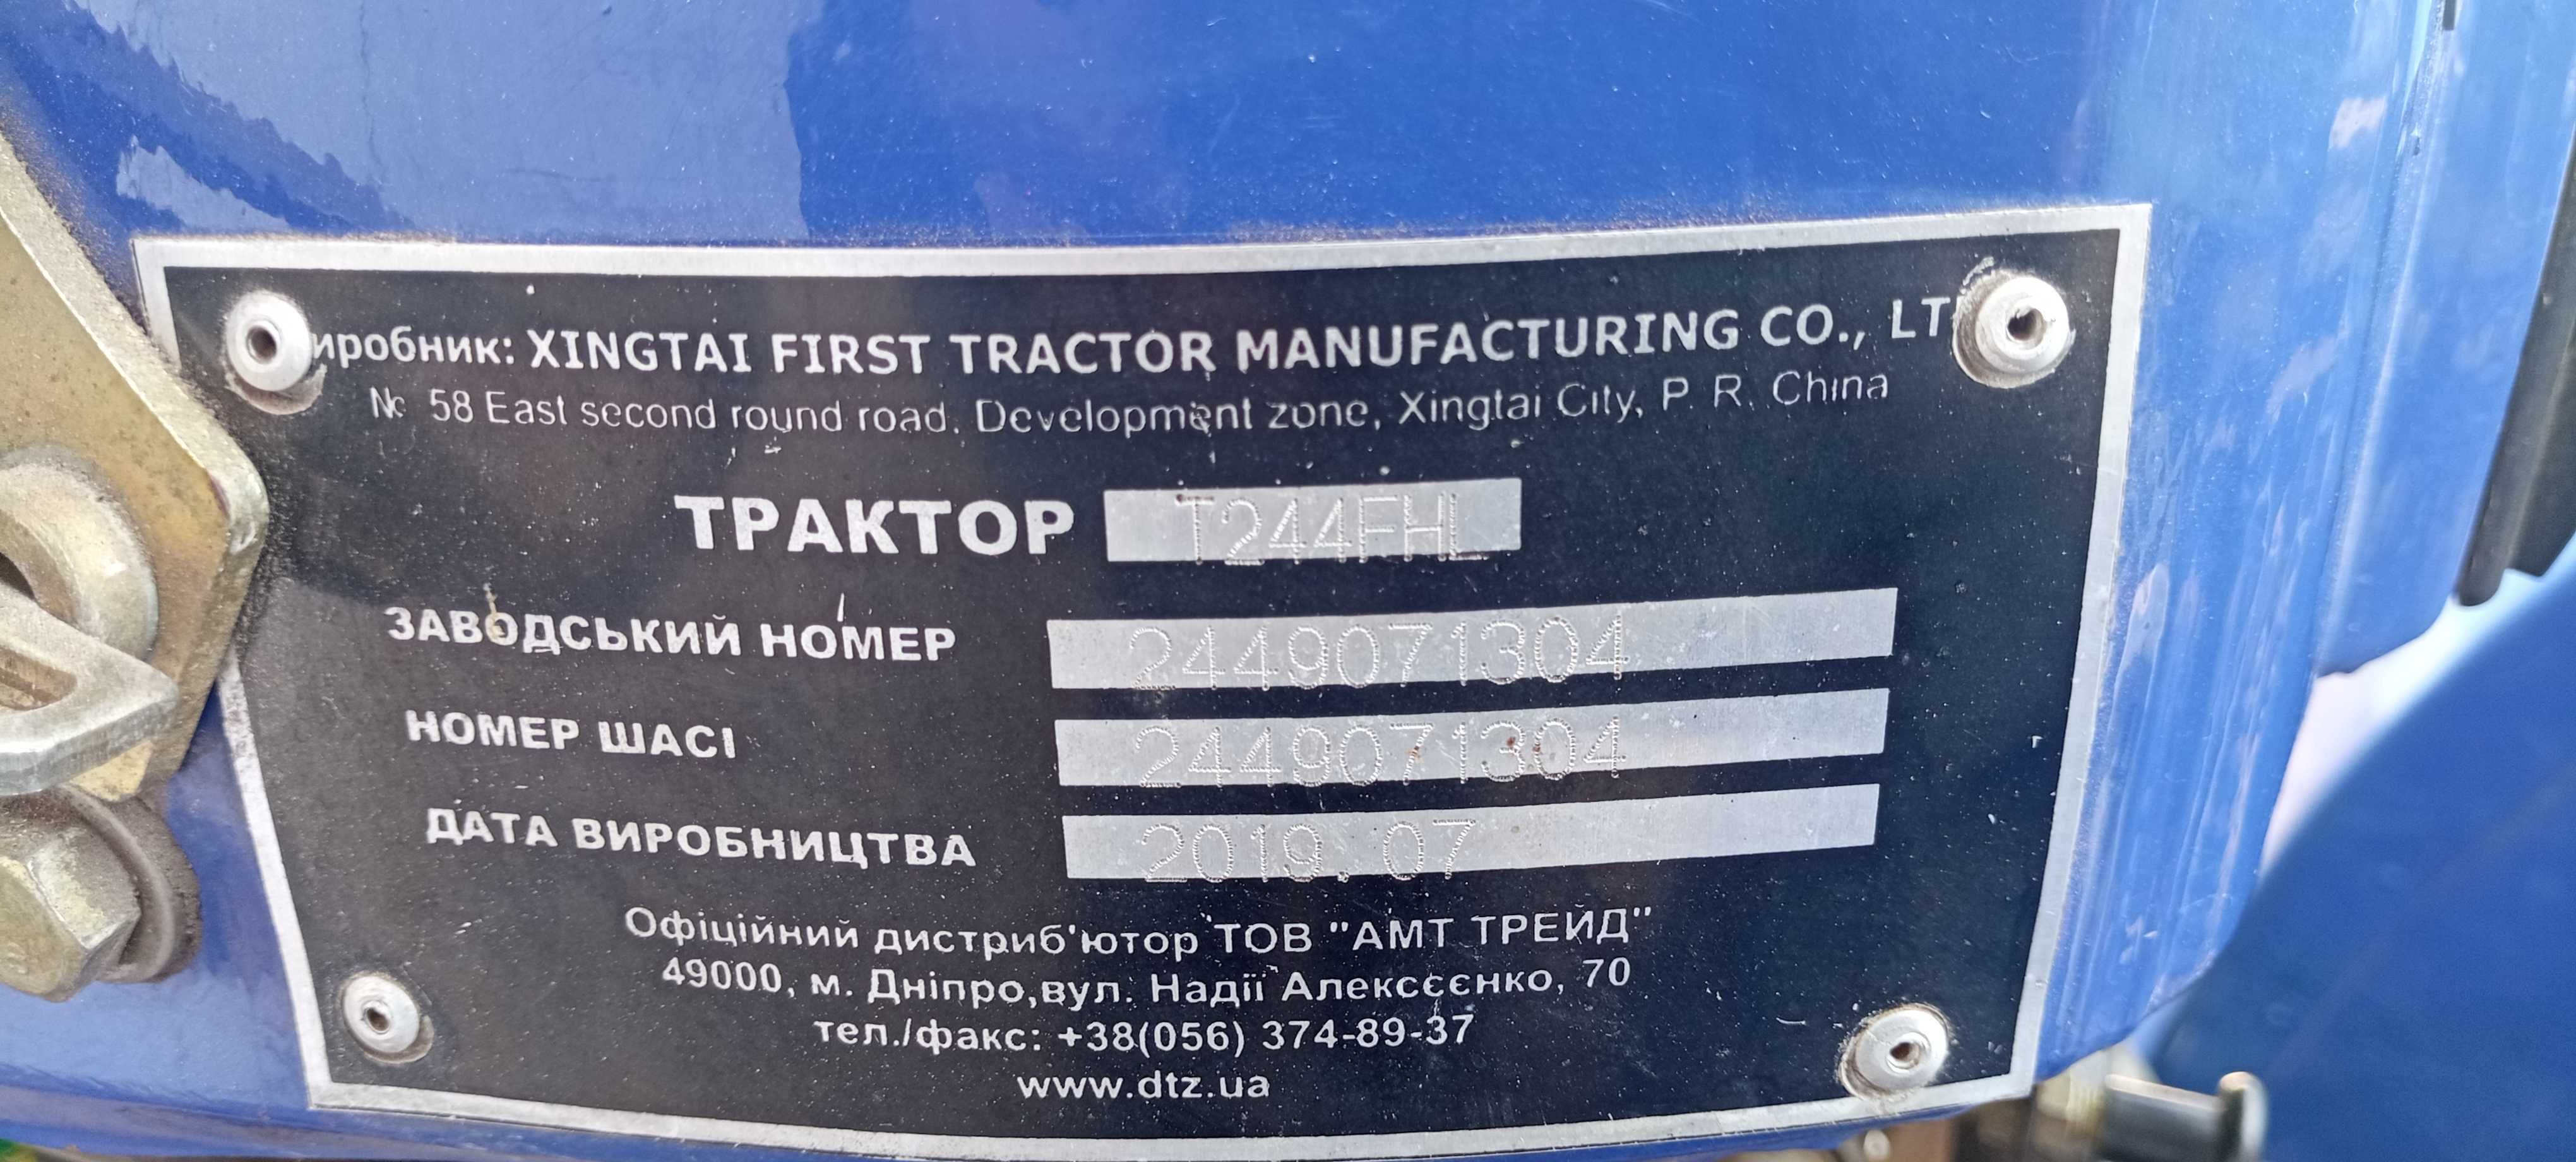 иробник: XINGTAI FIRST TRACTOR MANUFACTURING CO., LT
№ 58 East second round road, Development zone, Xingtai City, P. R. China
ТРАКТОР T244FHL
ЗАВОДСЬКИЙ НОМЕР 2449071304
НОМЕР ШАСІ 2449071304
ДАТА ВИРОБНИЦТВА 2019.07
Офіційний дистриб'ютор ТОВ "АМТ ТРЕЙД"
49000, м. Дніпро,вул. Надії Алексєєнко, 70
тел./факс: +38(056) 374-89-37
www.dtz.ua